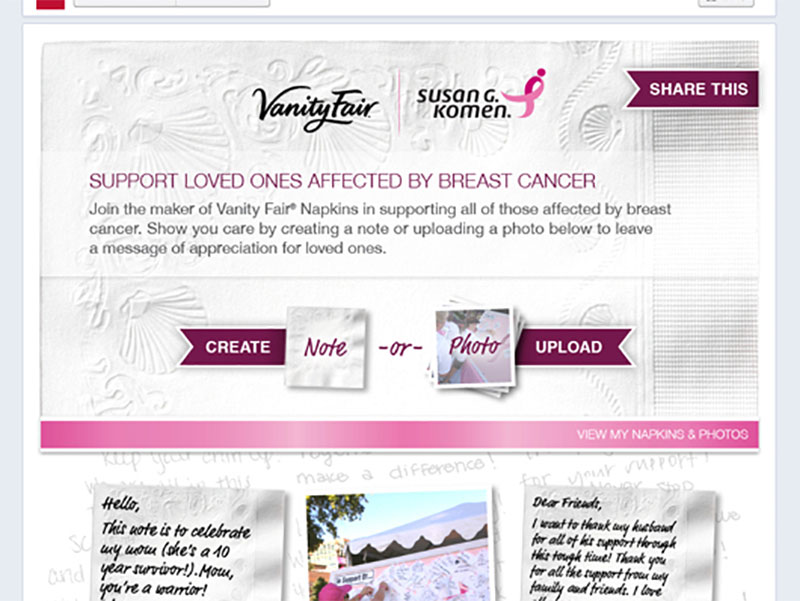 Vanity Fair
susan G.
Komen.
SHARE THIS
SUPPORT LOVED ONES AFFECTED BY BREAST CANCER
Join the maker of Vanity Fair® Napkins in supporting all of those affected by breast
cancer. Show you care by creating a note or uploading a photo below to leave
a message of appreciation for loved ones.
CREATE Note -or- Photo UPLOAD
VIEW MY NAPKINS & PHOTOS
keep your chin up!
make a difference!
for your support!
Hello,
This note is to celebrate
my mom (she's a 10
year survivor!). Mom,
you're a warrior!
In Support Of...
Dear Friends,
I want to thank my husband
for all of his support through
this tough time! Thank you
for all the support from my
family and friends. I love